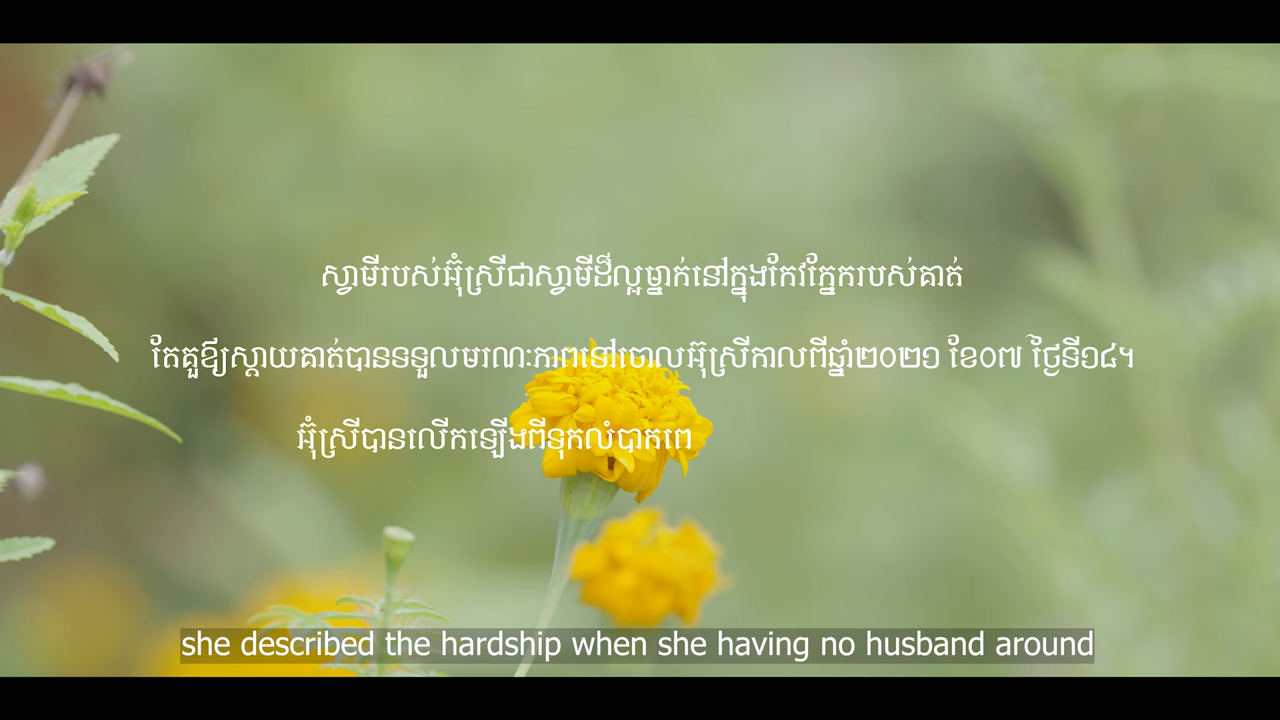 ស្វាមីរបស់អ៊ុំស្រីជាស្វាមីដ៏ល្អម្នាក់នៅក្នុងកែវភ្នែករបស់គាត់
តែគួឪ្យស្តាយគាត់បានទទួលមរណៈភាពទៅចោលអ៊ុស្រីកាលពីឆ្នាំ២០២១ ខែ០៧ ថ្ងៃទី១៤។
អ៊ុំស្រីបានលើកឡើងពីទុកលំបាកពេ
she described the hardship when she having no husband around